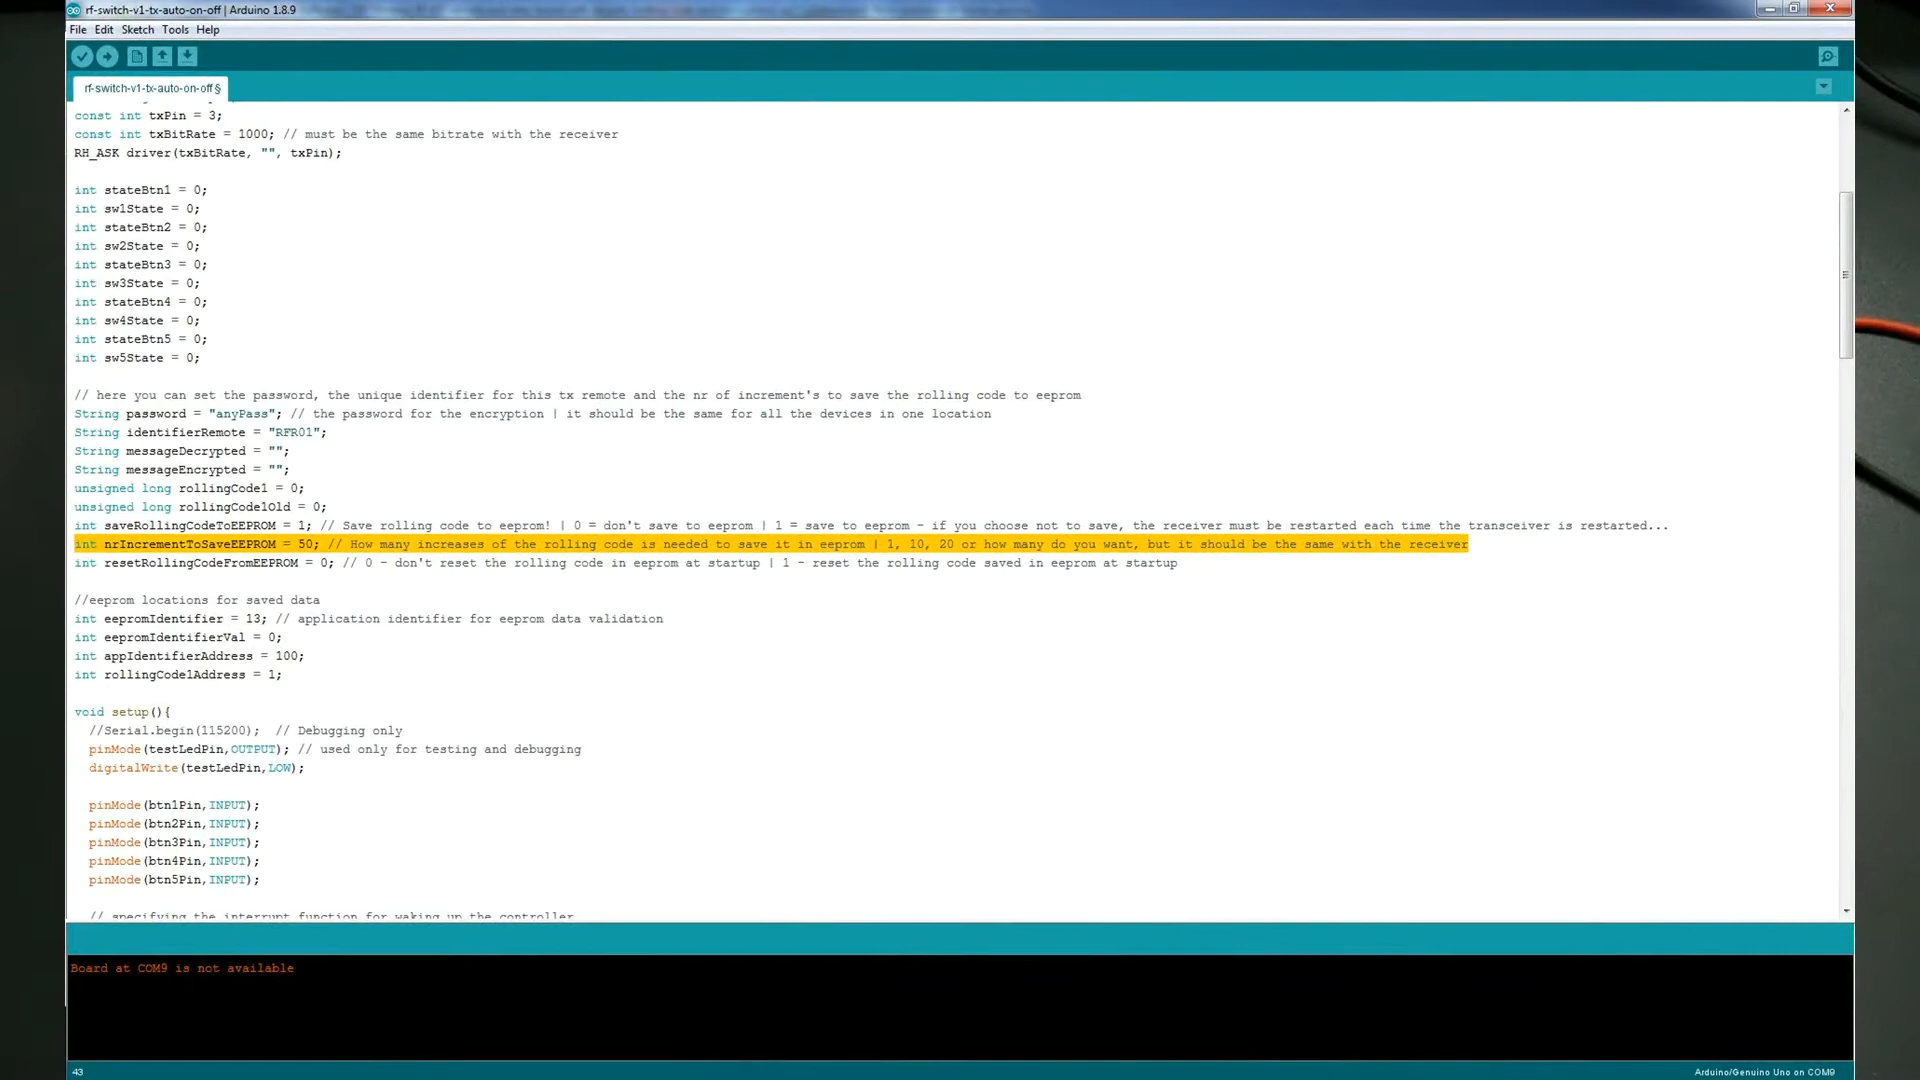 rf-switch-v1-tx-auto-on-off | Arduino 1.8.9
File Edit Sketch Tools Help
rf-switch-v1-tx-auto-on-off §
const int txPin = 3;
const int txBitRate = 1000; // must be the same bitrate with the receiver
RH_ASK driver(txBitRate, "", txPin);
int stateBtn1 = 0;
int sw1State = 0;
int stateBtn2 = 0;
int sw2State = 0;
int stateBtn3 = 0;
int sw3State = 0;
int stateBtn4 = 0;
int sw4State = 0;
int stateBtn5 = 0;
int sw5State = 0;
// here you can set the password, the unique identifier for this tx remote and the nr of increment's to save the rolling code to eeprom
String password = "anyPass"; // the password for the encryption | it should be the same for all the devices in one location
String identifierRemote = "RFR01";
String messageDecrypted = "";
String messageEncrypted = "";
unsigned long rollingCode1 = 0;
unsigned long rollingCode1Old = 0;
int saveRollingCodeToEEPROM = 1; // Save rolling code to eeprom! | 0 = don't save to eeprom | 1 = save to eeprom - if you choose not to save, the receiver must be restarted each time the transceiver is restarted...
int nrIncrementToSaveEEPROM = 50; // How many increases of the rolling code is needed to save it in eeprom | 1, 10, 20 or how many do you want, but it should be the same with the receiver
int resetRollingCodeFromEEPROM = 0; // 0 - don't reset the rolling code in eeprom at startup | 1 - reset the rolling code saved in eeprom at startup
//eeprom locations for saved data
int eepromIdentifier = 13; // application identifier for eeprom data validation
int eepromIdentifierVal = 0;
int appIdentifierAddress = 100;
int rollingCode1Address = 1;
void setup(){
//Serial.begin(115200); // Debugging only
pinMode(testLedPin,OUTPUT); // used only for testing and debugging
digitalWrite(testLedPin,LOW);
pinMode(btn1Pin,INPUT);
pinMode(btn2Pin,INPUT);
pinMode(btn3Pin,INPUT);
pinMode(btn4Pin,INPUT);
pinMode(btn5Pin,INPUT);
// specifying the interrupt function for waking up the controller
Board at COM9 is not available
43
Arduino/Genuino Uno on COM9